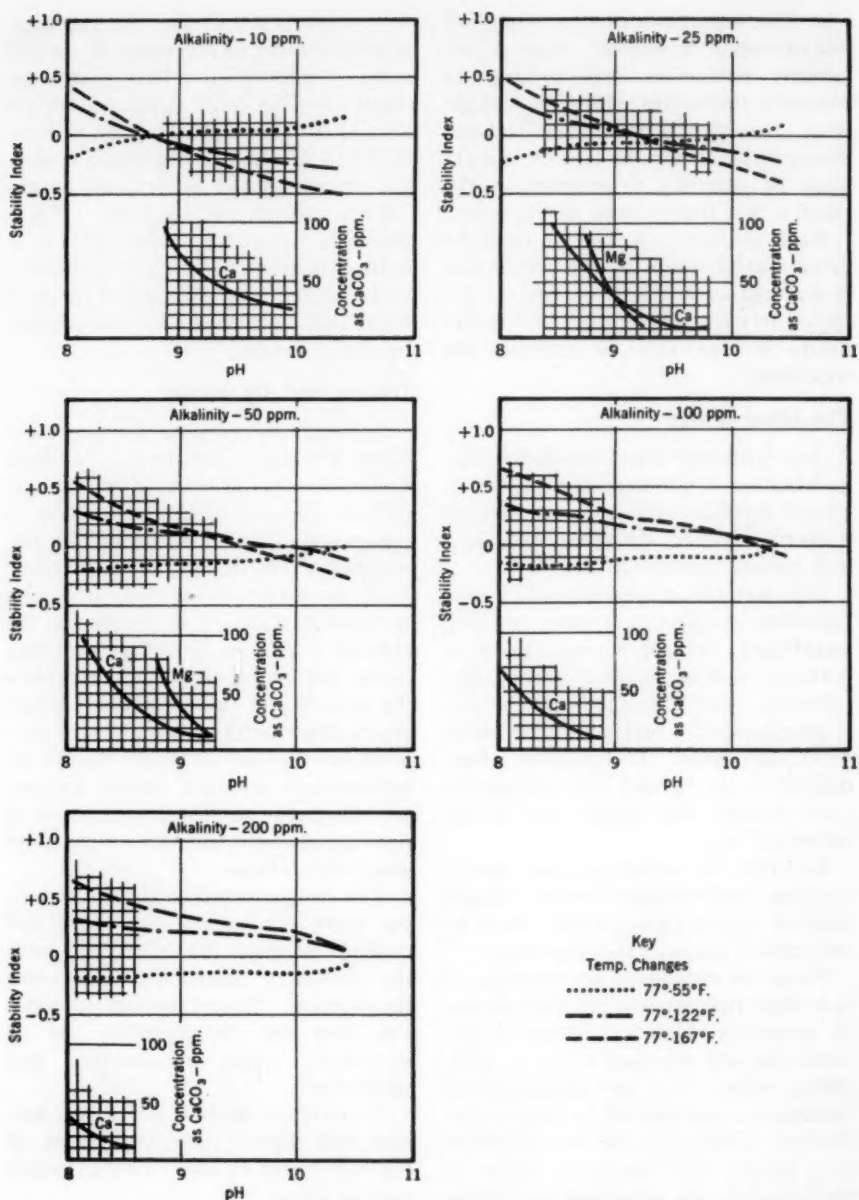 Alkalinity – 10 ppm.
+1.0
+0.5
0
–0.5
Stability Index
100
50
Concentration
as CaCO₃ – ppm.
Ca
8
9
10
11
pH
Alkalinity – 25 ppm.
+1.0
+0.5
0
–0.5
Stability Index
100
50
Concentration
as CaCO₃ – ppm.
Mg
Ca
8
9
10
11
pH
Alkalinity – 50 ppm.
+1.0
+0.5
0
–0.5
Stability Index
100
50
Concentration
as CaCO₃ – ppm.
Ca
Mg
8
9
10
11
pH
Alkalinity – 100 ppm.
+1.0
+0.5
0
–0.5
Stability Index
100
50
Concentration
as CaCO₃ – ppm.
Ca
8
9
10
11
pH
Alkalinity – 200 ppm.
+1.0
+0.5
0
–0.5
Stability Index
100
50
Concentration
as CaCO₃ – ppm.
Ca
8
9
10
11
pH
Key
Temp. Changes
77°-55°F.
77°-122°F.
77°-167°F.